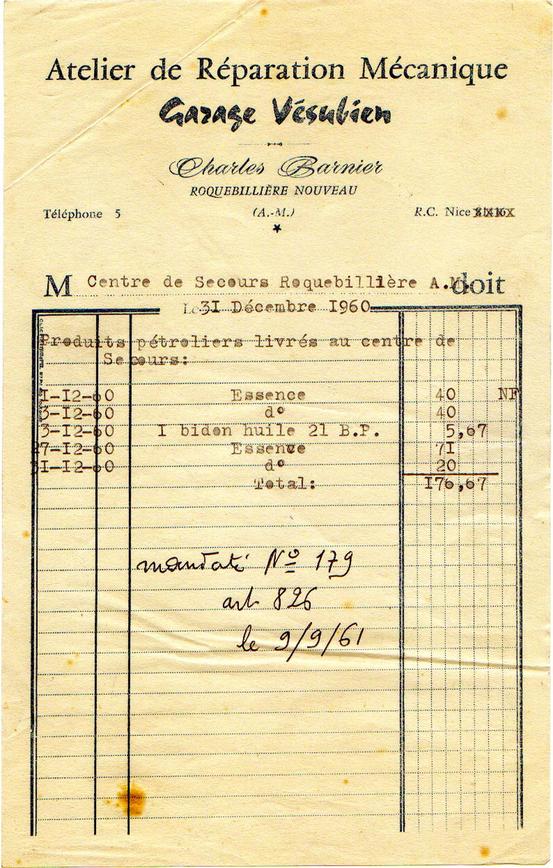 Atelier de Réparation Mécanique
Garage Vésubien
Charles Barnier
ROQUEBILLIÈRE NOUVEAU
Téléphone 5 (A.-M.) R.C. Nice
M Centre de Secours Roquebillière A.M. doit
Le 31 Décembre 1960
Produits pétroliers livrés au centre de
Secours:
1-12-60 Essence 40 NF
3-12-60 d° 40
3-12-60 I bidon huile 2l B.P. 5,67
27-12-60 Essence 71
31-12-60 d° 20
Total: 176,67
mandaté N° 179
art 826
le 9/9/61